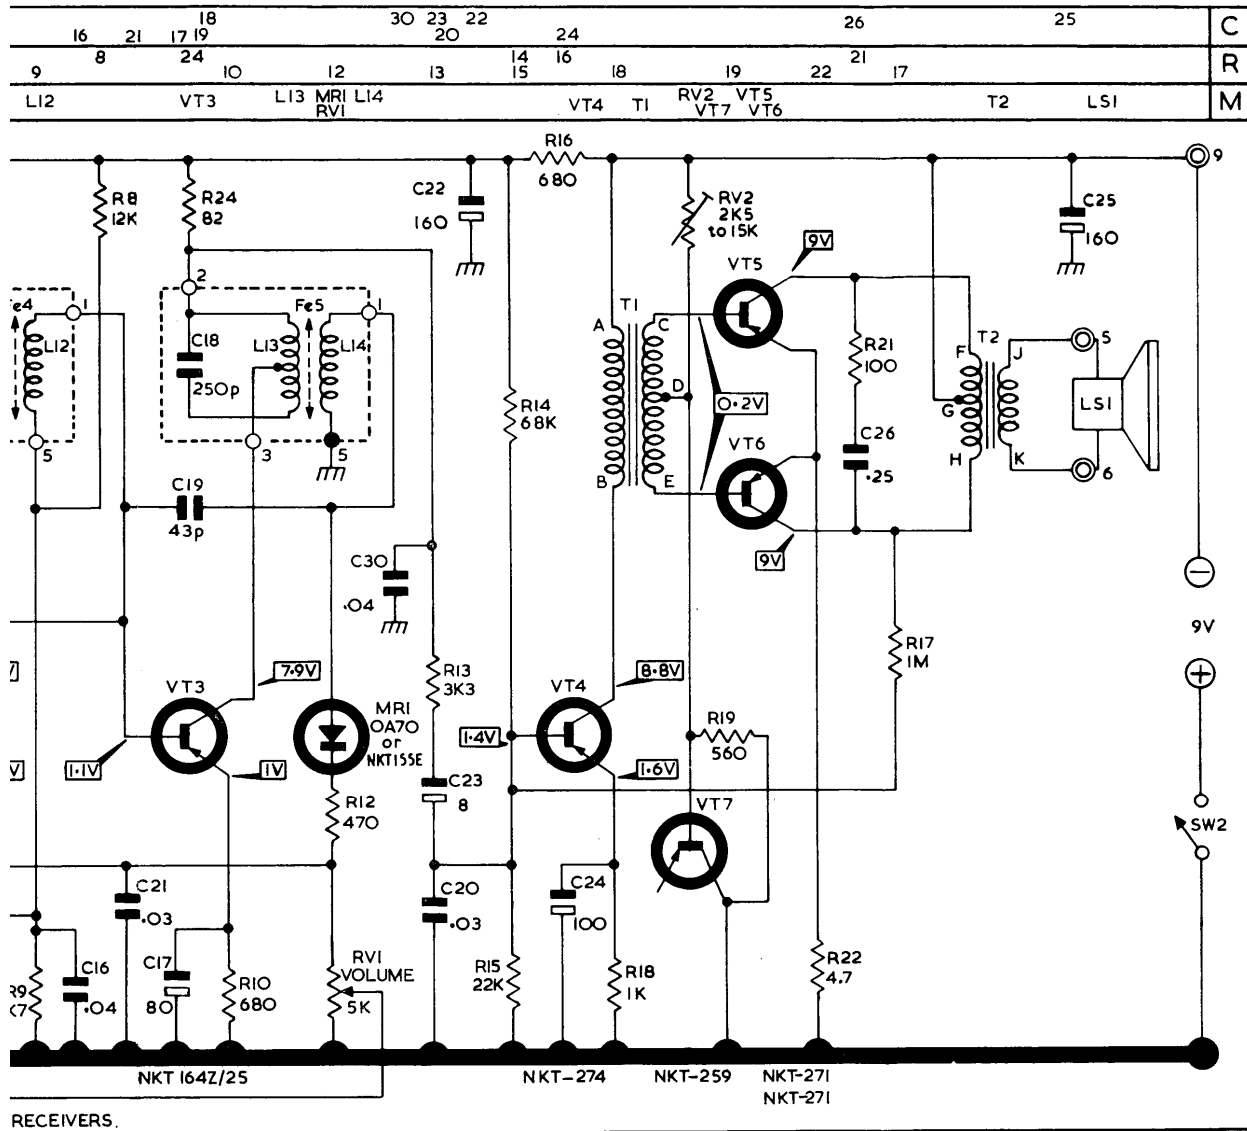 18 30 23 22 26 25 C
16 21 17 19 20 24
8 24 14 16 21 R
9 10 12 13 15 18 19 22 17
L12 VT3 L13 MR1 L14 VT4 T1 RV2 VT5 T2 LS1 M
RV1 VT7 VT6
R16
680
9
R8
12K
R24
82
C22
160
RV2
2K5
to 15K
C25
160
9V
VT5
2
Fe4
1
Fe5
1
T1
A
C
L12
C18
L13
L14
250p
R21
100
F
T2
J
5
D
0.2V
G
LS1
R14
68K
VT6
C26
.25
H
K
6
5
3
5
B
E
C19
43p
9V
C30
.04
9V
R17
1M
VT3
7.9V
R13
3K3
VT4
8.8V
MR1
OA70
or
NKT155E
1.4V
R19
560
1.1V
1V
1.6V
C23
8
VT7
R12
470
SW2
C21
.03
C20
.03
C24
100
C16
.04
C17
80
R10
680
RV1
VOLUME
5K
R15
22K
R18
1K
R22
4.7
R9
K7
NKT 164Z/25 NKT-274 NKT-259 NKT-271
NKT-271
RECEIVERS.